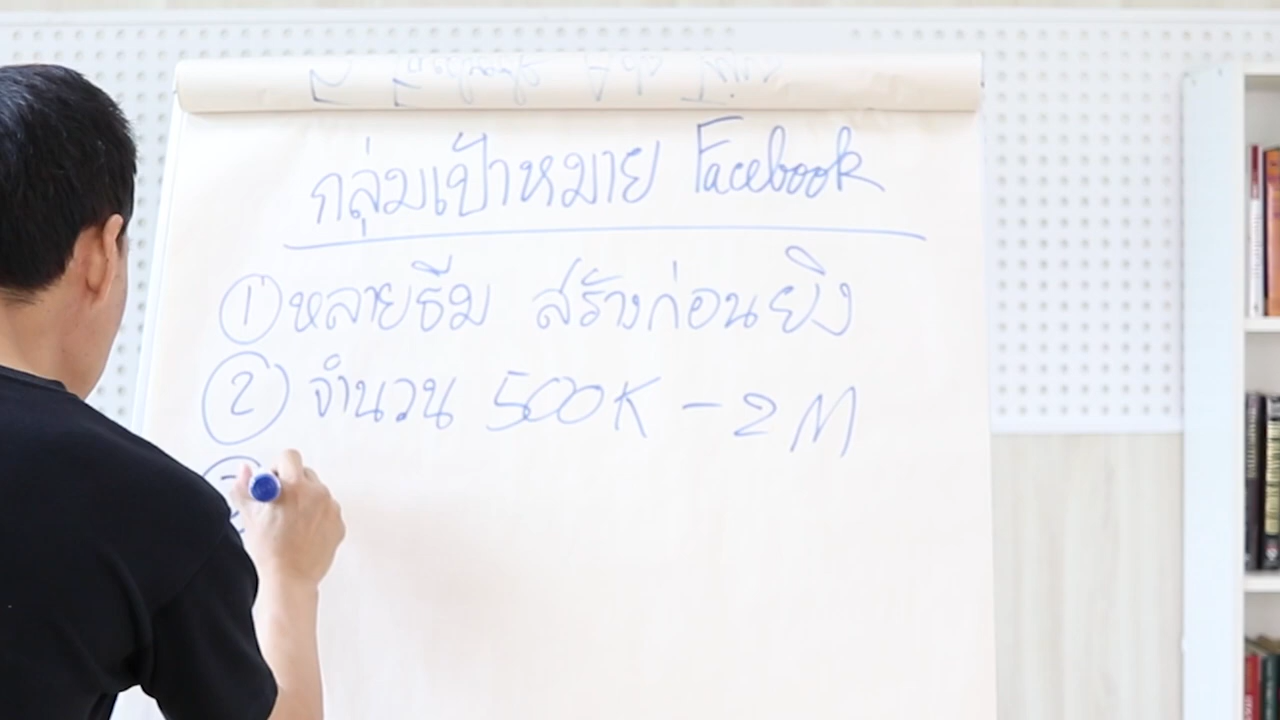 กลุ่มเป้าหมาย Facebook
① หลายธีม สร้างก่อนยิง
② จำนวน 500K - 2M